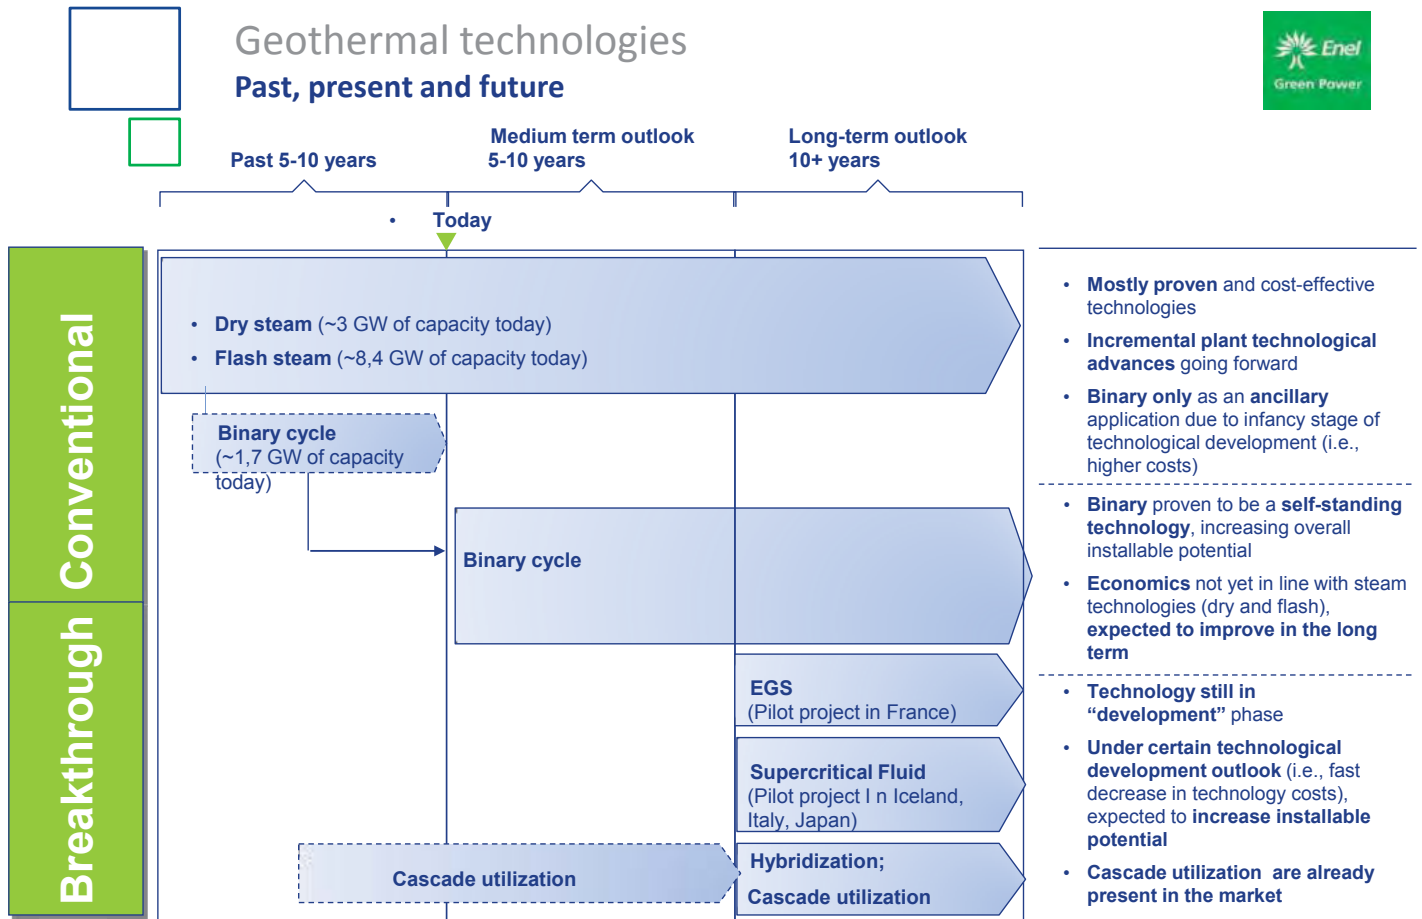 Geothermal technologies
Past, present and future
Enel
Green Power
Past 5-10 years
Medium term outlook
5-10 years
Long-term outlook
10+ years
• Today
Conventional
• Dry steam (~3 GW of capacity today)
• Flash steam (~8,4 GW of capacity today)
Binary cycle
(~1,7 GW of capacity
today)
Binary cycle
• Mostly proven and cost-effective
technologies
• Incremental plant technological
advances going forward
• Binary only as an ancillary
application due to infancy stage of
technological development (i.e.,
higher costs)
• Binary proven to be a self-standing
technology, increasing overall
installable potential
• Economics not yet in line with steam
technologies (dry and flash),
expected to improve in the long
term
Breakthrough
EGS
(Pilot project in France)
Supercritical Fluid
(Pilot project I n Iceland,
Italy, Japan)
Cascade utilization
Hybridization;
Cascade utilization
• Technology still in
“development” phase
• Under certain technological
development outlook (i.e., fast
decrease in technology costs),
expected to increase installable
potential
• Cascade utilization are already
present in the market